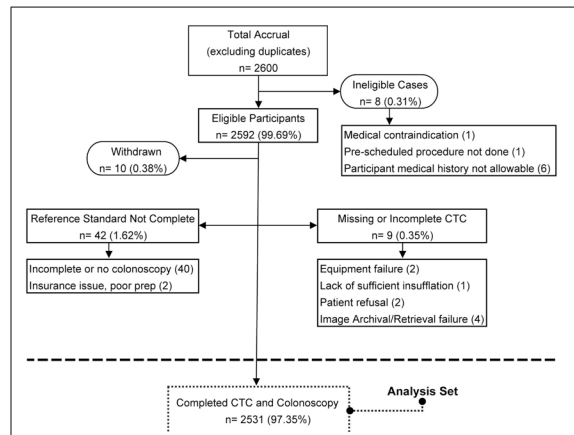 Total Accrual
(excluding duplicates)
n= 2600
Ineligible Cases
n= 8 (0.31%)
Eligible Participants
n= 2592 (99.69%)
Medical contraindication (1)
Pre-scheduled procedure not done (1)
Participant medical history not allowable (6)
Withdrawn
n= 10 (0.38%)
Reference Standard Not Complete
n= 42 (1.62%)
Missing or Incomplete CTC
n= 9 (0.35%)
Incomplete or no colonoscopy (40)
Insurance issue, poor prep (2)
Equipment failure (2)
Lack of sufficient insufflation (1)
Patient refusal (2)
Image Archival/Retrieval failure (4)
Analysis Set
Completed CTC and Colonoscopy
n= 2531 (97.35%)